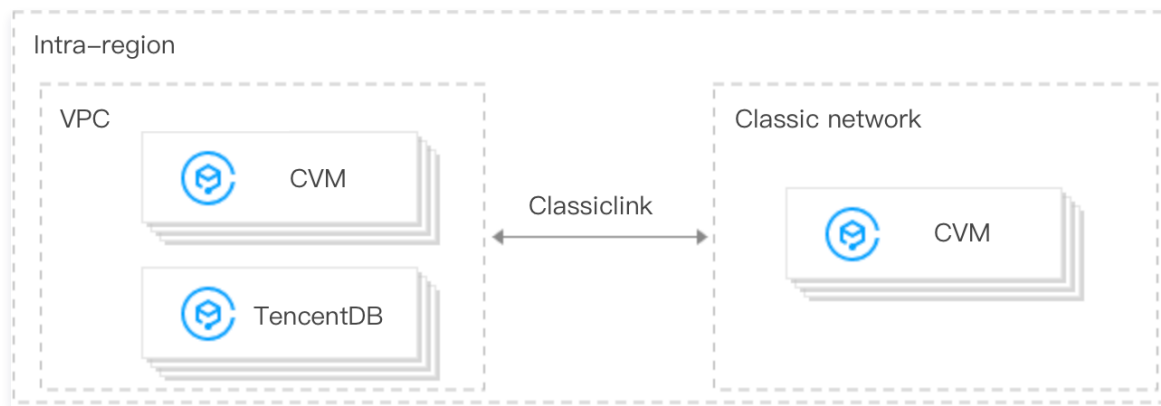 Intra-region
VPC
CVM
TencentDB
Classiclink
Classic network
CVM